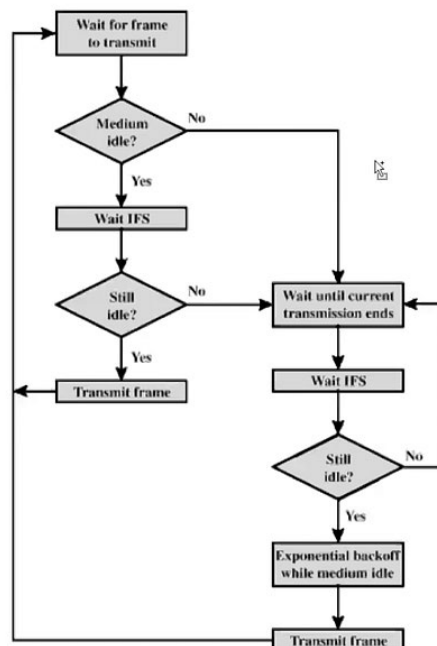 Wait for frame
to transmit
Medium
idle?
No
Yes
Wait IFS
Still
idle?
No
Yes
Transmit frame
Wait until current
transmission ends
Wait IFS
Still
idle?
No
Yes
Exponential backoff
while medium idle
Transmit frame